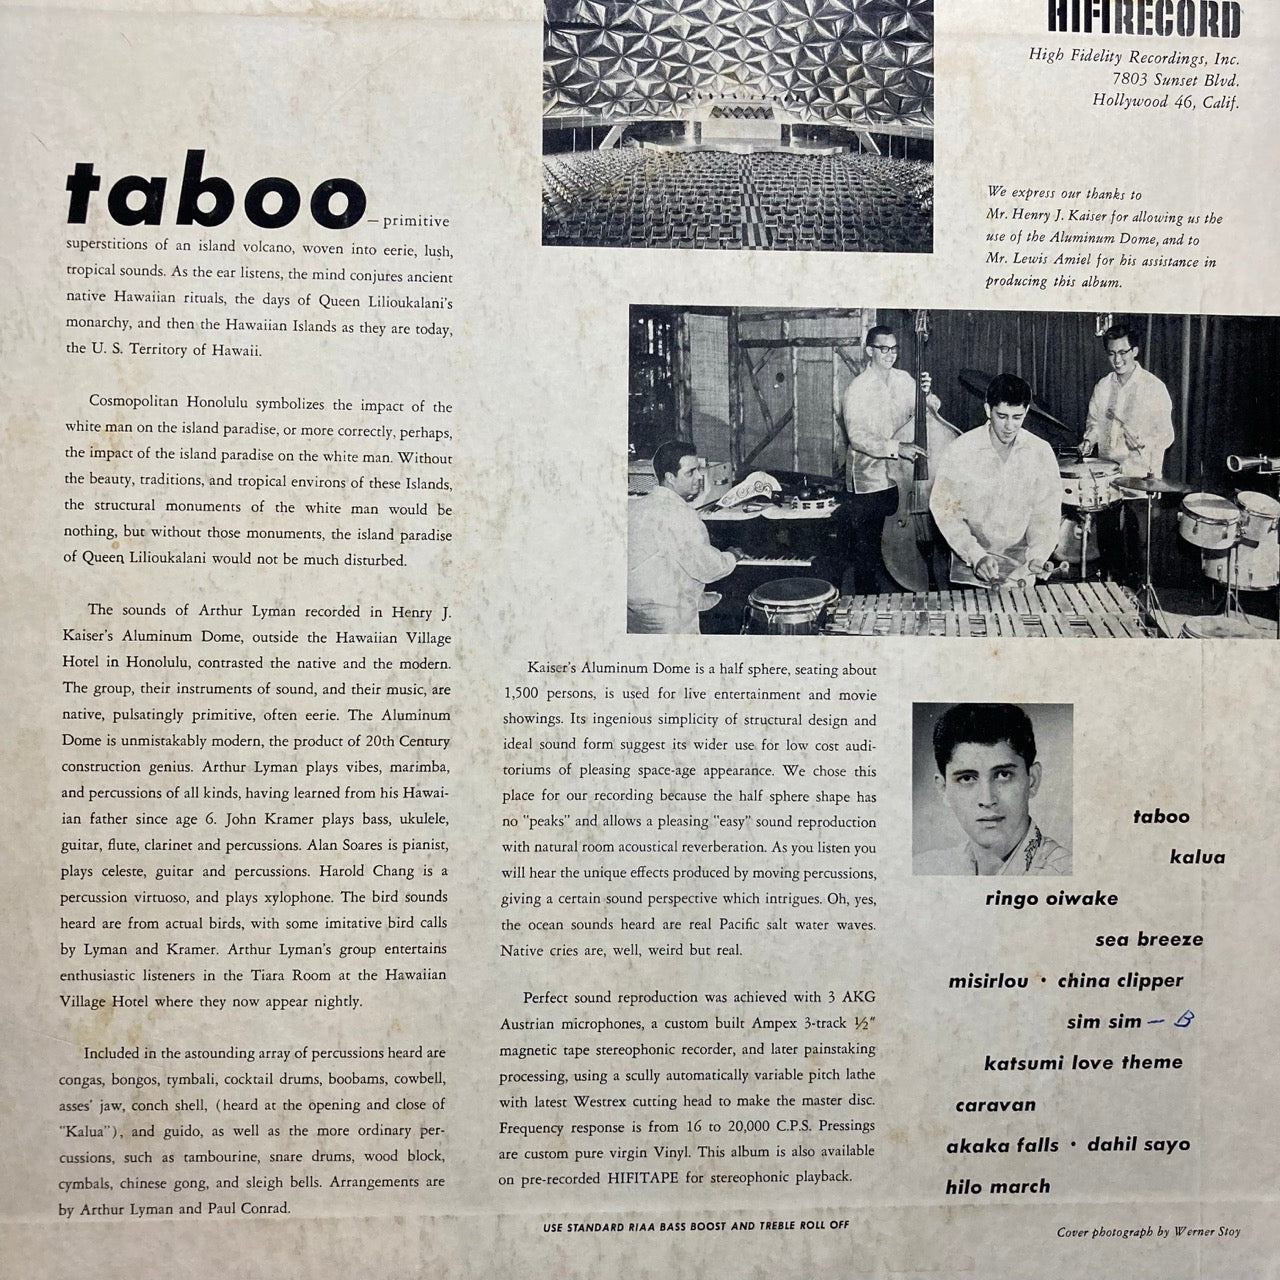 HIFIRECORD
High Fidelity Recordings, Inc.
7803 Sunset Blvd.
Hollywood 46, Calif.
We express our thanks to
Mr. Henry J. Kaiser for allowing us the
use of the Aluminum Dome, and to
Mr. Lewis Amiel for his assistance in
producing this album.
taboo – primitive
superstitions of an island volcano, woven into eerie, lush,
tropical sounds. As the ear listens, the mind conjures ancient
native Hawaiian rituals, the days of Queen Lilioukalani's
monarchy, and then the Hawaiian Islands as they are today,
the U. S. Territory of Hawaii.
Cosmopolitan Honolulu symbolizes the impact of the
white man on the island paradise, or more correctly, perhaps,
the impact of the island paradise on the white man. Without
the beauty, traditions, and tropical environs of these Islands,
the structural monuments of the white man would be
nothing, but without those monuments, the island paradise
of Queen Lilioukalani would not be much disturbed.
The sounds of Arthur Lyman recorded in Henry J.
Kaiser's Aluminum Dome, outside the Hawaiian Village
Hotel in Honolulu, contrasted the native and the modern.
The group, their instruments of sound, and their music, are
native, pulsatingly primitive, often eerie. The Aluminum
Dome is unmistakably modern, the product of 20th Century
construction genius. Arthur Lyman plays vibes, marimba,
and percussions of all kinds, having learned from his Hawai-
ian father since age 6. John Kramer plays bass, ukulele,
guitar, flute, clarinet and percussions. Alan Soares is pianist,
plays celeste, guitar and percussions. Harold Chang is a
percussion virtuoso, and plays xylophone. The bird sounds
heard are from actual birds, with some imitative bird calls
by Lyman and Kramer. Arthur Lyman's group entertains
enthusiastic listeners in the Tiara Room at the Hawaiian
Village Hotel where they now appear nightly.
Included in the astounding array of percussions heard are
congas, bongos, tymbali, cocktail drums, boobams, cowbell,
asses' jaw, conch shell, (heard at the opening and close of
"Kalua"), and guido, as well as the more ordinary per-
cussions, such as tambourine, snare drums, wood block,
cymbals, chinese gong, and sleigh bells. Arrangements are
by Arthur Lyman and Paul Conrad.
Kaiser's Aluminum Dome is a half sphere, seating about
1,500 persons, is used for live entertainment and movie
showings. Its ingenious simplicity of structural design and
ideal sound form suggest its wider use for low cost audi-
toriums of pleasing space-age appearance. We chose this
place for our recording because the half sphere shape has
no "peaks" and allows a pleasing "easy" sound reproduction
with natural room acoustical reverberation. As you listen you
will hear the unique effects produced by moving percussions,
giving a certain sound perspective which intrigues. Oh, yes,
the ocean sounds heard are real Pacific salt water waves.
Native cries are, well, weird but real.
Perfect sound reproduction was achieved with 3 AKG
Austrian microphones, a custom built Ampex 3-track ½"
magnetic tape stereophonic recorder, and later painstaking
processing, using a scully automatically variable pitch lathe
with latest Westrex cutting head to make the master disc.
Frequency response is from 16 to 20,000 C.P.S. Pressings
are custom pure virgin Vinyl. This album is also available
on pre-recorded HIFITAPE for stereophonic playback.
USE STANDARD RIAA BASS BOOST AND TREBLE ROLL OFF
taboo
kalua
ringo oiwake
sea breeze
misirlou • china clipper
sim sim – B
katsumi love theme
caravan
akaka falls • dahil sayo
hilo march
Cover photograph by Werner Stoy